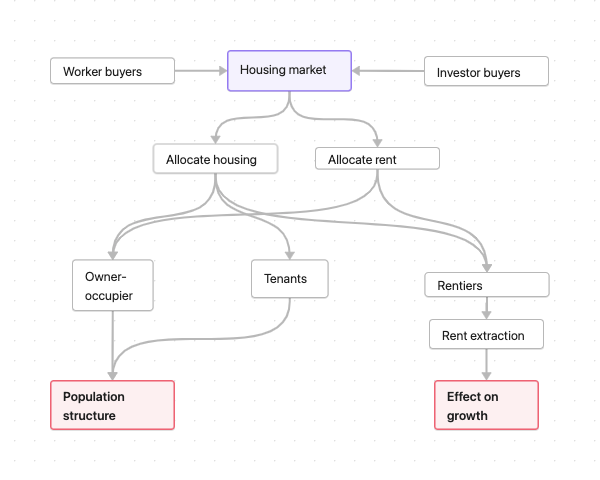 Worker buyers
Housing market
Investor buyers
Allocate housing
Allocate rent
Owner-
occupier
Tenants
Rentiers
Rent extraction
Population
structure
Effect on
growth